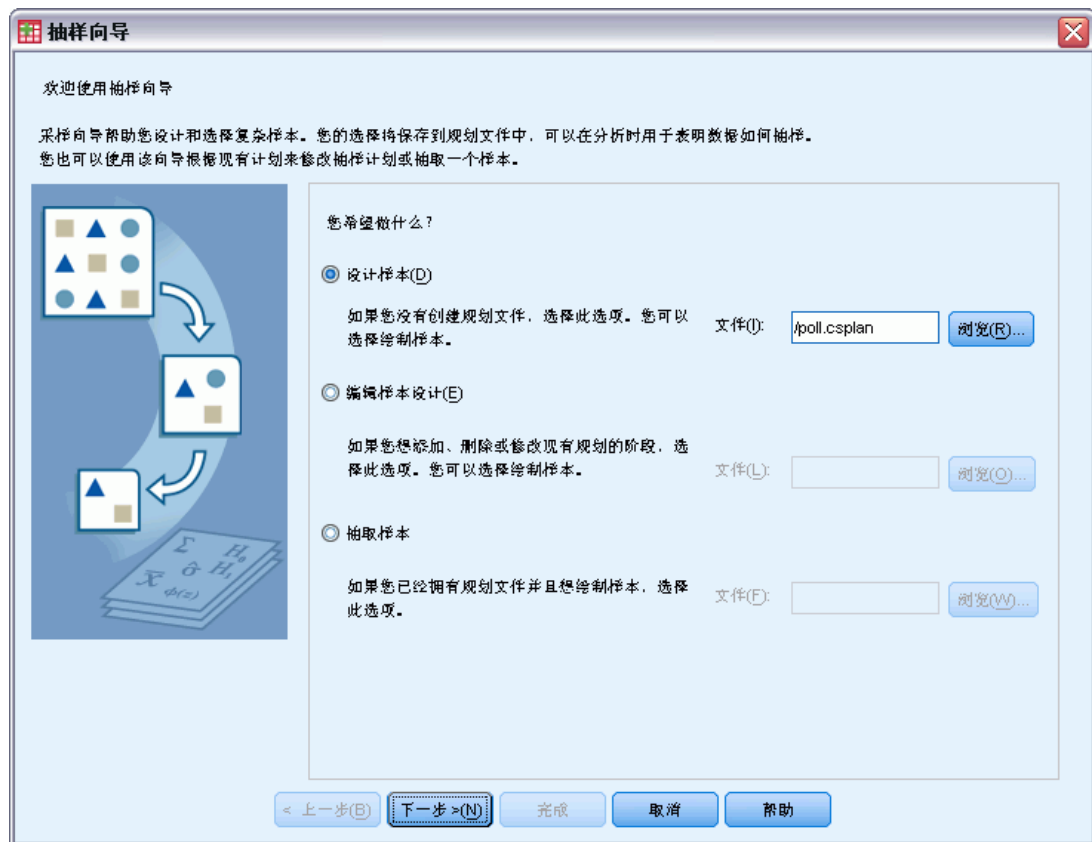 抽样向导
欢迎使用抽样向导
采样向导帮助您设计和选择复杂样本。您的选择将保存到规划文件中，可以在分析时用于表明数据如何抽样。
您也可以使用该向导根据现有计划来修改抽样计划或抽取一个样本。
您希望做什么？
设计样本(D)
如果您没有创建规划文件，选择此选项。您可以
选择绘制样本。
文件(I):
/poll.csplan
浏览(R)...
编辑样本设计(E)
如果您想添加、删除或修改现有规划的阶段，选
择此选项。您可以选择绘制样本。
文件(L):
浏览(O)...
抽取样本
如果您已经拥有规划文件并且想绘制样本，选择
此选项。
文件(F):
浏览(W)...
Σ H₀
X̄ σ̂ H₁
φ(z)
< 上一步(B)
下一步 >(N)
完成
取消
帮助